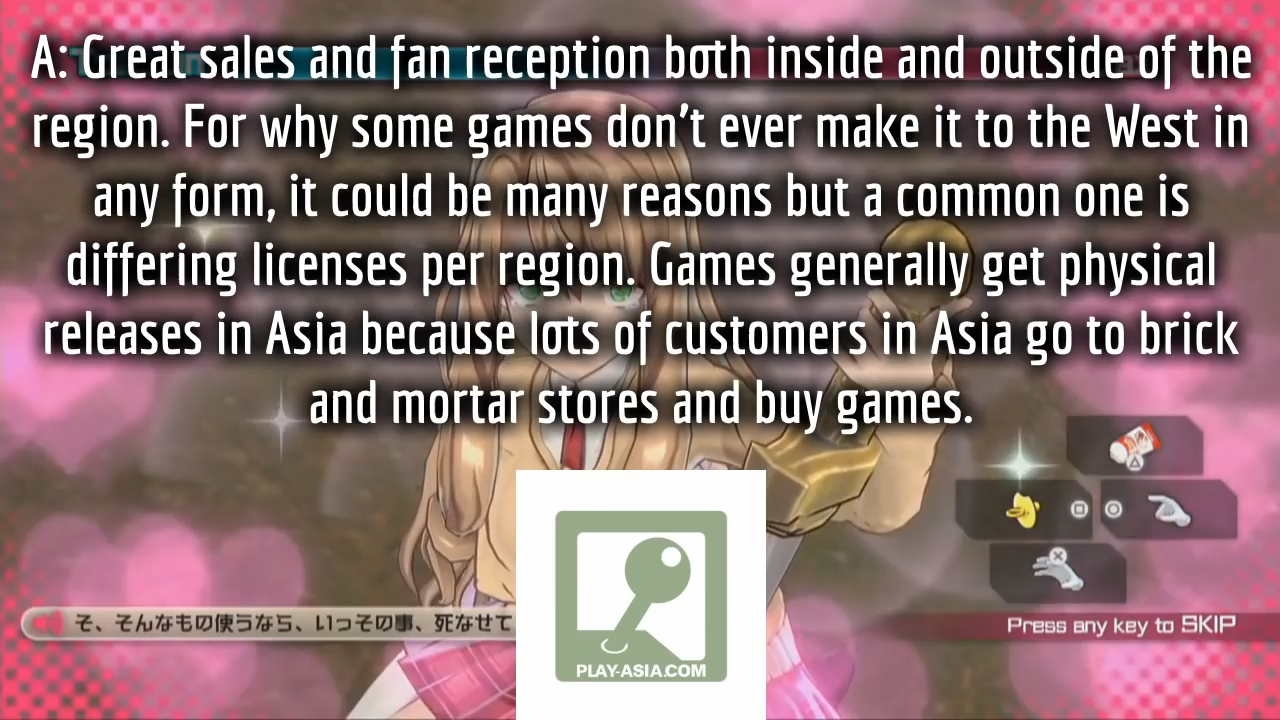 A: Great sales and fan reception both inside and outside of the
region. For why some games don't ever make it to the West in
any form, it could be many reasons but a common one is
differing licenses per region. Games generally get physical
releases in Asia because lots of customers in Asia go to brick
and mortar stores and buy games.
そ、そんなもの使うなら、いっその事、死なせて
Press any key to SKIP
PLAY-ASIA.COM